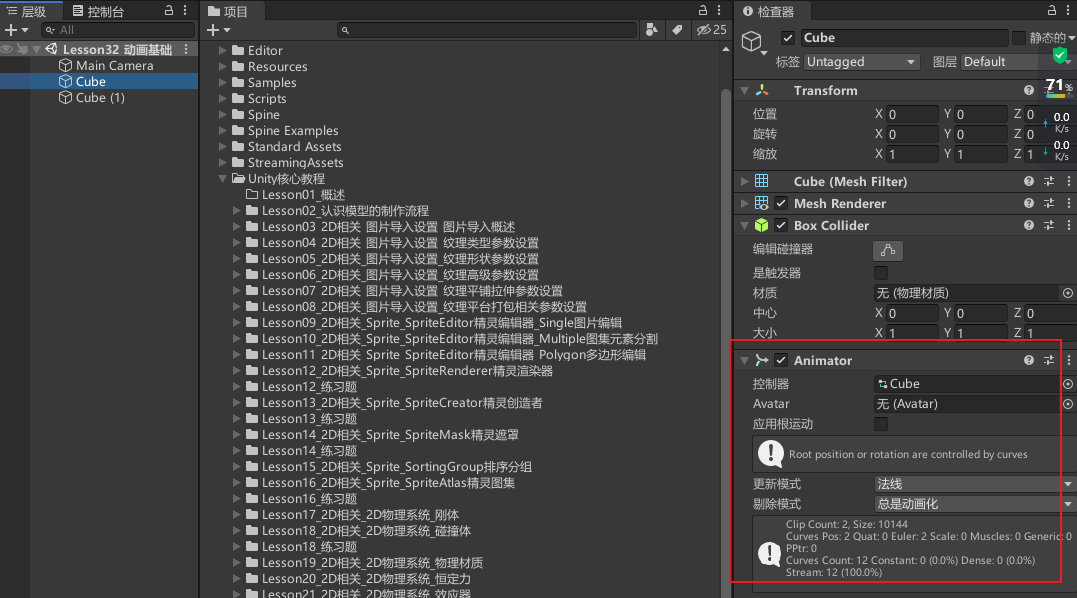 层级
控制台
All
Lesson32 动画基础
Main Camera
Cube
Cube (1)
项目
25
Editor
Resources
Samples
Scripts
Spine
Spine Examples
Standard Assets
StreamingAssets
Unity核心教程
Lesson01_概述
Lesson02_认识模型的制作流程
Lesson03_2D相关_图片导入设置_图片导入概述
Lesson04_2D相关_图片导入设置_纹理类型参数设置
Lesson05_2D相关_图片导入设置_纹理形状参数设置
Lesson06_2D相关_图片导入设置_纹理高级参数设置
Lesson07_2D相关_图片导入设置_纹理平铺拉伸参数设置
Lesson08_2D相关_图片导入设置_纹理平台打包相关参数设置
Lesson09_2D相关_Sprite_SpriteEditor精灵编辑器_Single图片编辑
Lesson10_2D相关_Sprite_SpriteEditor精灵编辑器_Multiple图集元素分割
Lesson11_2D相关_Sprite_SpriteEditor精灵编辑器_Polygon多边形编辑
Lesson12_2D相关_Sprite_SpriteRenderer精灵渲染器
Lesson12_练习题
Lesson13_2D相关_Sprite_SpriteCreator精灵创造者
Lesson13_练习题
Lesson14_2D相关_Sprite_SpriteMask精灵遮罩
Lesson14_练习题
Lesson15_2D相关_Sprite_SortingGroup排序分组
Lesson16_2D相关_Sprite_SpriteAtlas精灵图集
Lesson16_练习题
Lesson17_2D相关_2D物理系统_刚体
Lesson18_2D相关_2D物理系统_碰撞体
Lesson18_练习题
Lesson19_2D相关_2D物理系统_物理材质
Lesson20_2D相关_2D物理系统_恒定力
Lesson21_2D相关_2D物理系统_效应器
检查器
Cube 静态的
标签 Untagged 图层 Default
Transform
位置 X 0 Y 0 Z 0
旋转 X 0 Y 0 Z 0
缩放 X 1 Y 1 Z 1
71%
0.0
K/s
0.0
K/s
Cube (Mesh Filter)
Mesh Renderer
Box Collider
编辑碰撞器
是触发器
材质 无 (物理材质)
中心 X 0 Y 0 Z 0
大小 X 1 Y 1 Z 1
Animator
控制器 Cube
Avatar 无 (Avatar)
应用根运动
Root position or rotation are controlled by curves
更新模式 法线
剔除模式 总是动画化
Clip Count: 2, Size: 10144
Curves Pos: 2 Quat: 0 Euler: 2 Scale: 0 Muscles: 0 Generic: 0
PPtr: 0
Curves Count: 12 Constant: 0 (0.0%) Dense: 0 (0.0%)
Stream: 12 (100.0%)